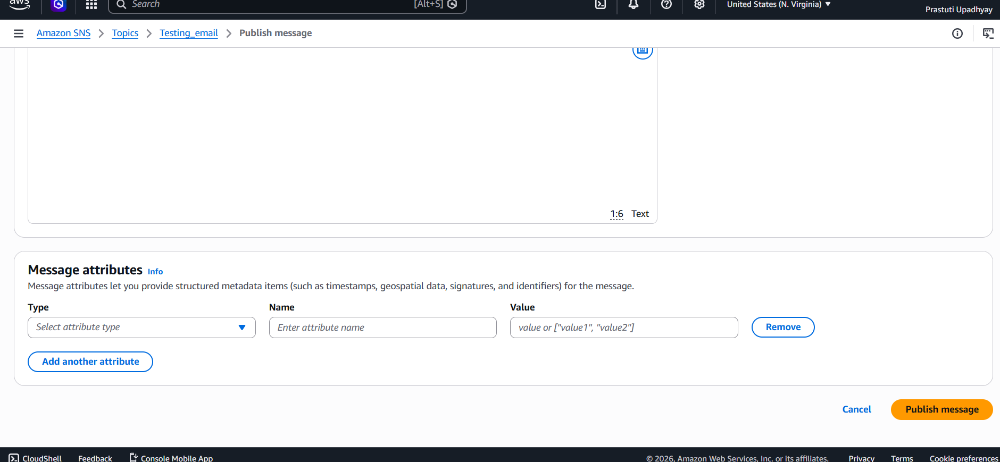 aws
Search [Alt+S]
United States (N. Virginia)
Prastuti Upadhyay
Amazon SNS Topics Testing_email Publish message
1:6 Text
Message attributes Info
Message attributes let you provide structured metadata items (such as timestamps, geospatial data, signatures, and identifiers) for the message.
Type Name Value
Select attribute type Enter attribute name value or ["value1", "value2"] Remove
Add another attribute
Cancel Publish message
CloudShell Feedback Console Mobile App © 2026, Amazon Web Services, Inc. or its affiliates. Privacy Terms Cookie preferences